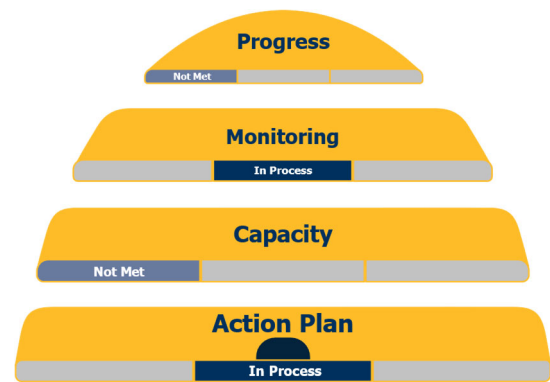 Progress
Not Met
Monitoring
In Process
Capacity
Not Met
Action Plan
In Process